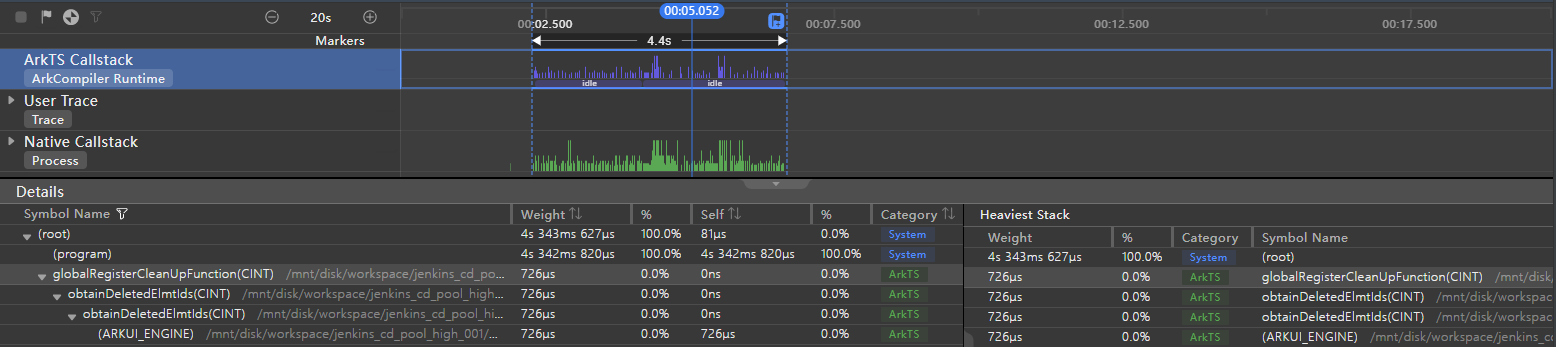 20s
00:02.500
00:05.052
00:07.500
00:12.500
00:17.500
Markers
4.4s
ArkTS Callstack
ArkCompiler Runtime
idle
idle
User Trace
Trace
Native Callstack
Process
Details
Symbol Name Weight % Self % Category
(root) 4s 343ms 627μs 100.0% 81μs 0.0% System
(program) 4s 342ms 820μs 100.0% 4s 342ms 820μs 100.0% System
globalRegisterCleanUpFunction(CINT) /mnt/disk/workspace/jenkins_cd_po... 726μs 0.0% 0ns 0.0% ArkTS
obtainDeletedElmtIds(CINT) /mnt/disk/workspace/jenkins_cd_pool_high... 726μs 0.0% 0ns 0.0% ArkTS
obtainDeletedElmtIds(CINT) /mnt/disk/workspace/jenkins_cd_pool_hi... 726μs 0.0% 0ns 0.0% ArkTS
(ARKUI_ENGINE) /mnt/disk/workspace/jenkins_cd_pool_high_001/... 726μs 0.0% 726μs 0.0% ArkTS
Heaviest Stack
Weight % Category Symbol Name
4s 343ms 627μs 100.0% System (root)
726μs 0.0% ArkTS globalRegisterCleanUpFunction(CINT) /mnt
726μs 0.0% ArkTS obtainDeletedElmtIds(CINT) /mnt/disk/workspac
726μs 0.0% ArkTS obtainDeletedElmtIds(CINT) /mnt/disk/workspac
726μs 0.0% ArkTS (ARKUI_ENGINE) /mnt/disk/workspace/jenkins_c